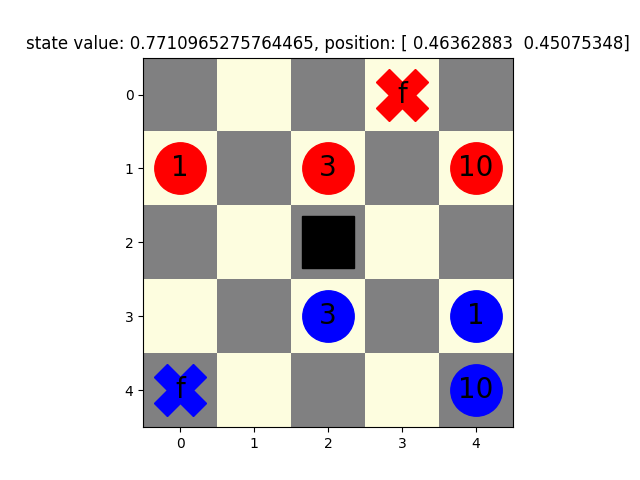 state value: 0.7710965275764465, position: [ 0.46362883  0.45075348]
0 f
1 1 3 10
2
3 3 1
4 f 10
0 1 2 3 4